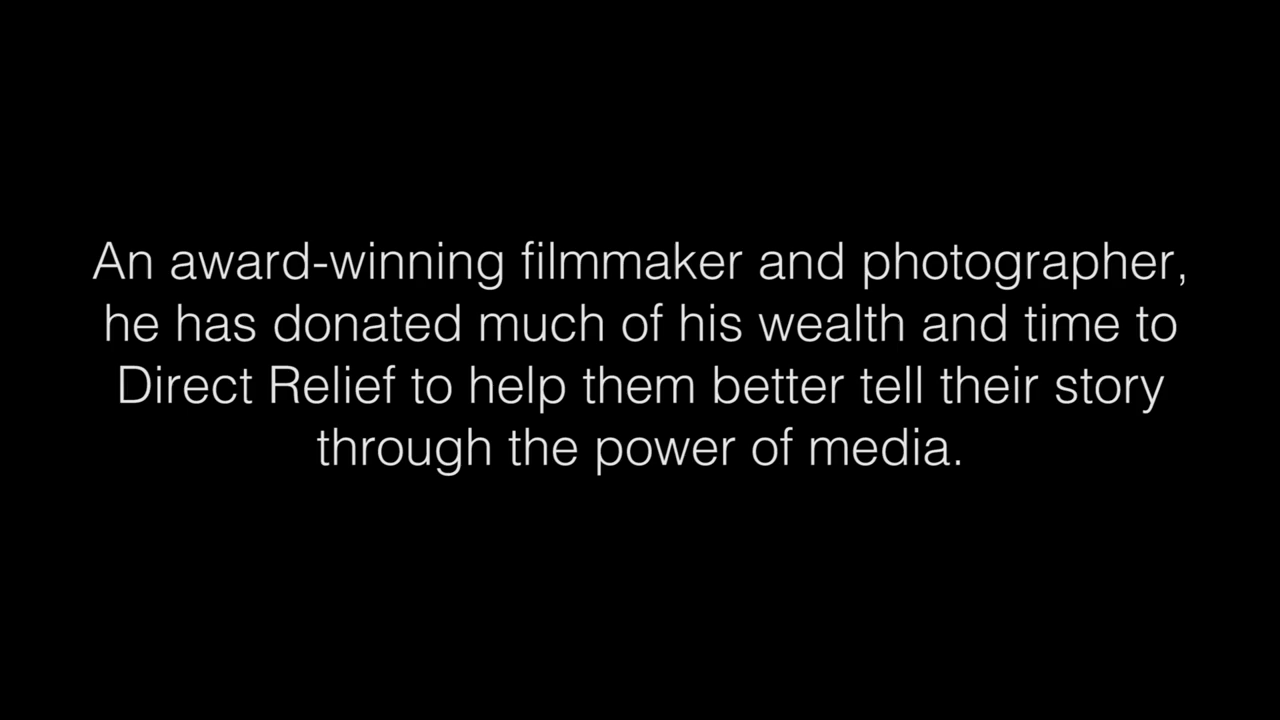 An award-winning filmmaker and photographer,
he has donated much of his wealth and time to
Direct Relief to help them better tell their story
through the power of media.